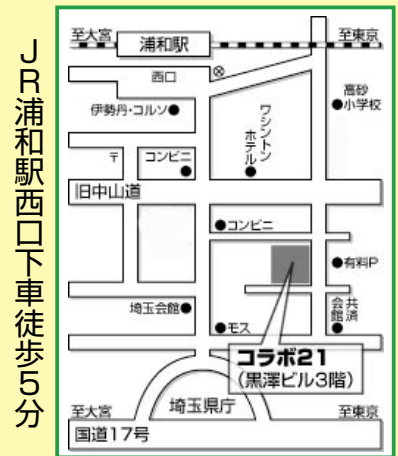 JR浦和駅西口下車徒歩5分
至大宮
浦和駅
至東京
西口
高砂
小学校
伊勢丹・コルソ
ワシントン
ホテル
〒
コンビニ
旧中山道
コンビニ
有料P
埼玉会館
モス
共済
会館
コラボ21
(黒澤ビル3階)
埼玉県庁
至大宮
至東京
国道17号